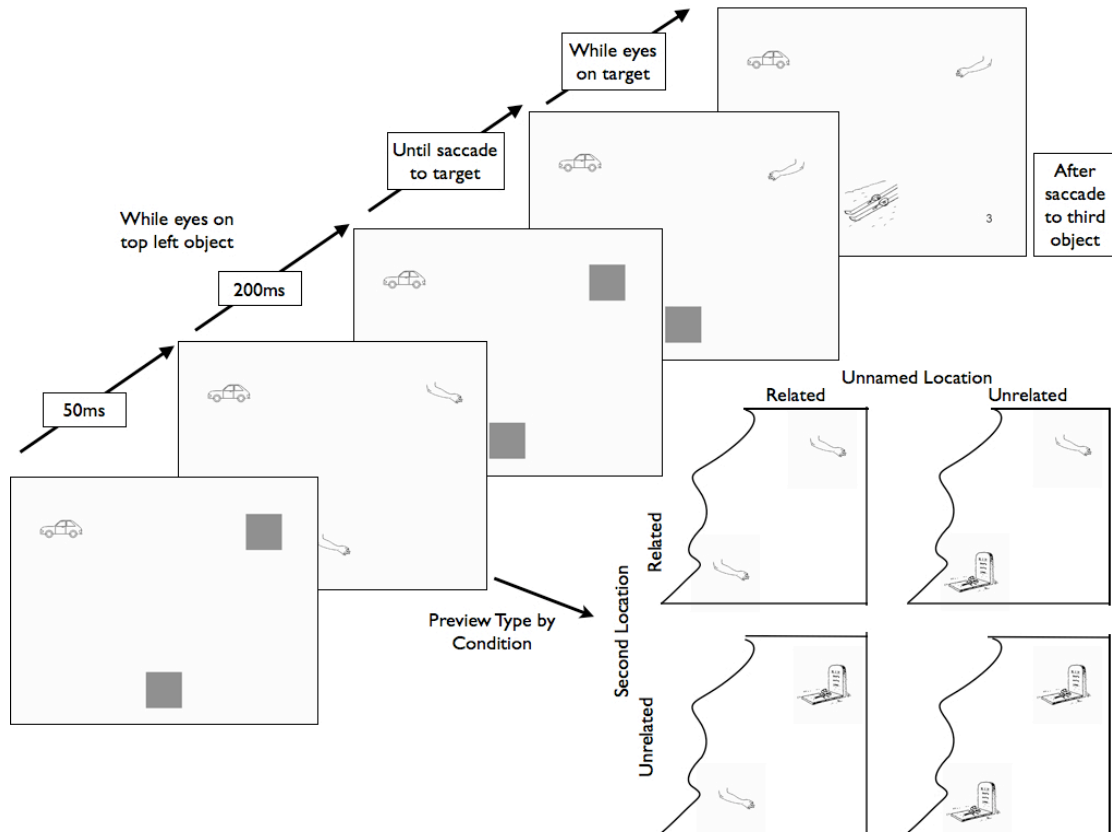 While eyes
on target
Until saccade
to target
3
After
saccade
to third
object
While eyes on
top left object
200ms
50ms
Unnamed Location
Related
Unrelated
Preview Type by
Condition
Second Location
Related
Unrelated